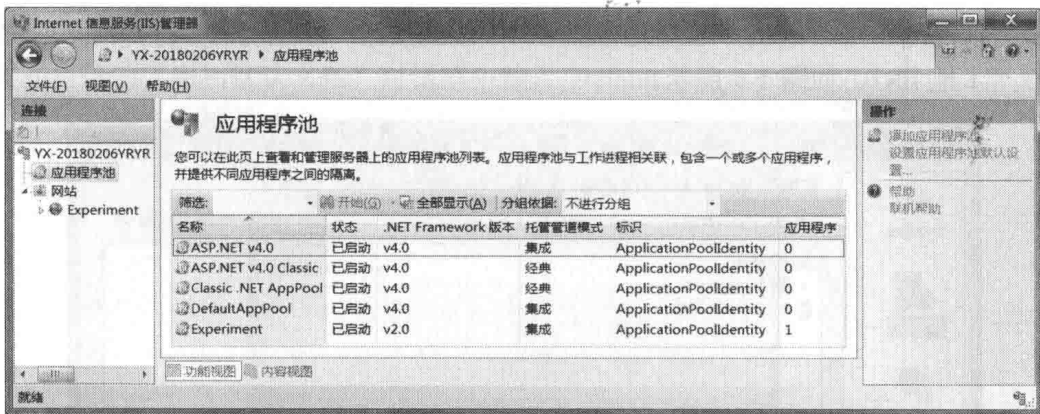 Internet 信息服务(IIS)管理器
YX-20180206YRYR 应用程序池
文件(F) 视图(V) 帮助(H)
连接
YX-20180206YRYR
应用程序池
网站
Experiment
应用程序池
您可以在此页上查看和管理服务器上的应用程序池列表。应用程序池与工作进程相关联，包含一个或多个应用程序，
并提供不同应用程序之间的隔离。
筛选: 开始(G) 全部显示(A) 分组依据: 不进行分组
名称 状态 .NET Framework 版本 托管管道模式 标识 应用程序
ASP.NET v4.0 已启动 v4.0 集成 ApplicationPoolIdentity 0
ASP.NET v4.0 Classic 已启动 v4.0 经典 ApplicationPoolIdentity 0
Classic .NET AppPool 已启动 v4.0 经典 ApplicationPoolIdentity 0
DefaultAppPool 已启动 v4.0 集成 ApplicationPoolIdentity 0
Experiment 已启动 v2.0 集成 ApplicationPoolIdentity 1
功能视图 内容视图
操作
添加应用程序池...
设置应用程序池默认设
置...
帮助
联机帮助
就绪